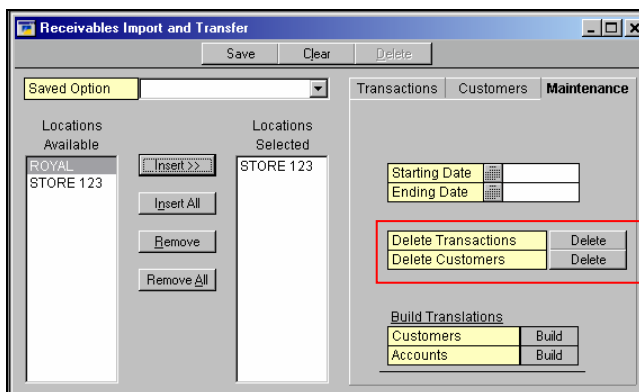 Receivables Import and Transfer
Save Clear Delete
Saved Option
Transactions Customers Maintenance
Locations Available
Locations Selected
ROYAL
STORE 123
Insert >>
Insert All
Remove
Remove All
STORE 123
Starting Date
Ending Date
Delete Transactions Delete
Delete Customers Delete
Build Translations
Customers Build
Accounts Build